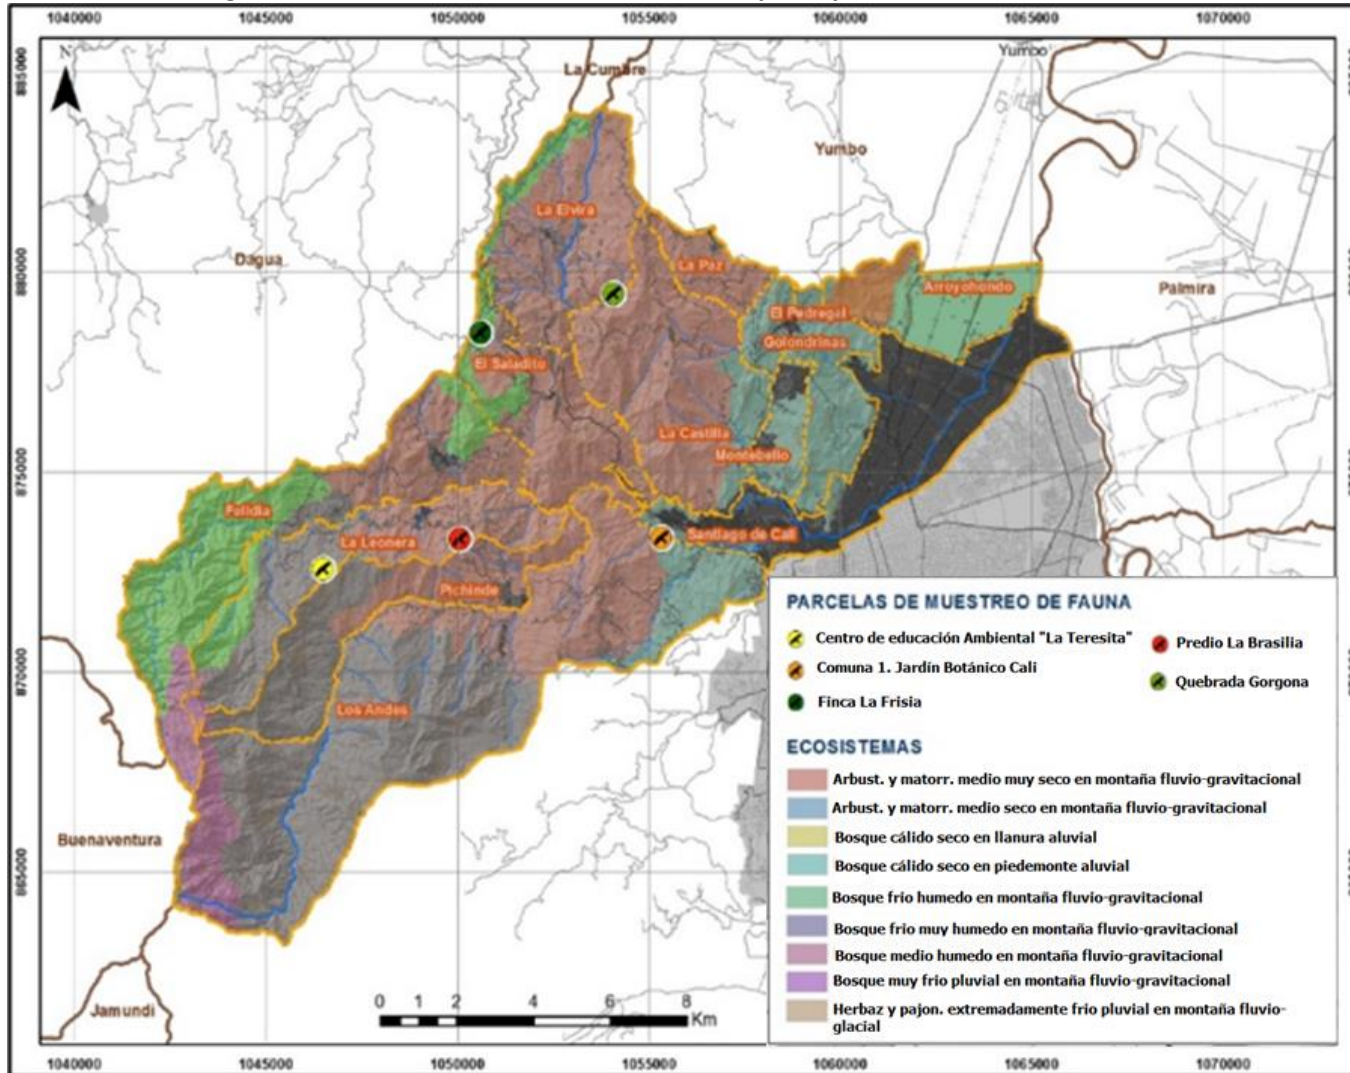 1040000 1045000 1050000 1055000 1060000 1065000 1070000
885000
880000
875000
870000
N
La Cumbre
Yumbo
Yumbo
La Elvira
Dagua
La Paz
Palmira
Arroyohondo
El Pedregal
Golondrinas
El Saladito
La Castilla
Montebello
Felidia
La Leonera
Santiago de Cali
Pichinde
Los Andes
Buenaventura
Jamundi
0 1 2 4 6 8
Km
PARCELAS DE MUESTREO DE FAUNA
Centro de educación Ambiental "La Teresita"
Comuna 1. Jardín Botánico Cali
Finca La Frisia
Predio La Brasilia
Quebrada Gorgona
ECOSISTEMAS
Arbust. y matorr. medio muy seco en montaña fluvio-gravitacional
Arbust. y matorr. medio seco en montaña fluvio-gravitacional
Bosque cálido seco en llanura aluvial
Bosque cálido seco en piedemonte aluvial
Bosque frio humedo en montaña fluvio-gravitacional
Bosque frio muy humedo en montaña fluvio-gravitacional
Bosque medio humedo en montaña fluvio-gravitacional
Bosque muy frio pluvial en montaña fluvio-gravitacional
Herbaz y pajon. extremadamente frio pluvial en montaña fluvio-
glacial
1040000 1045000 1050000 1055000 1060000 1065000 1070000